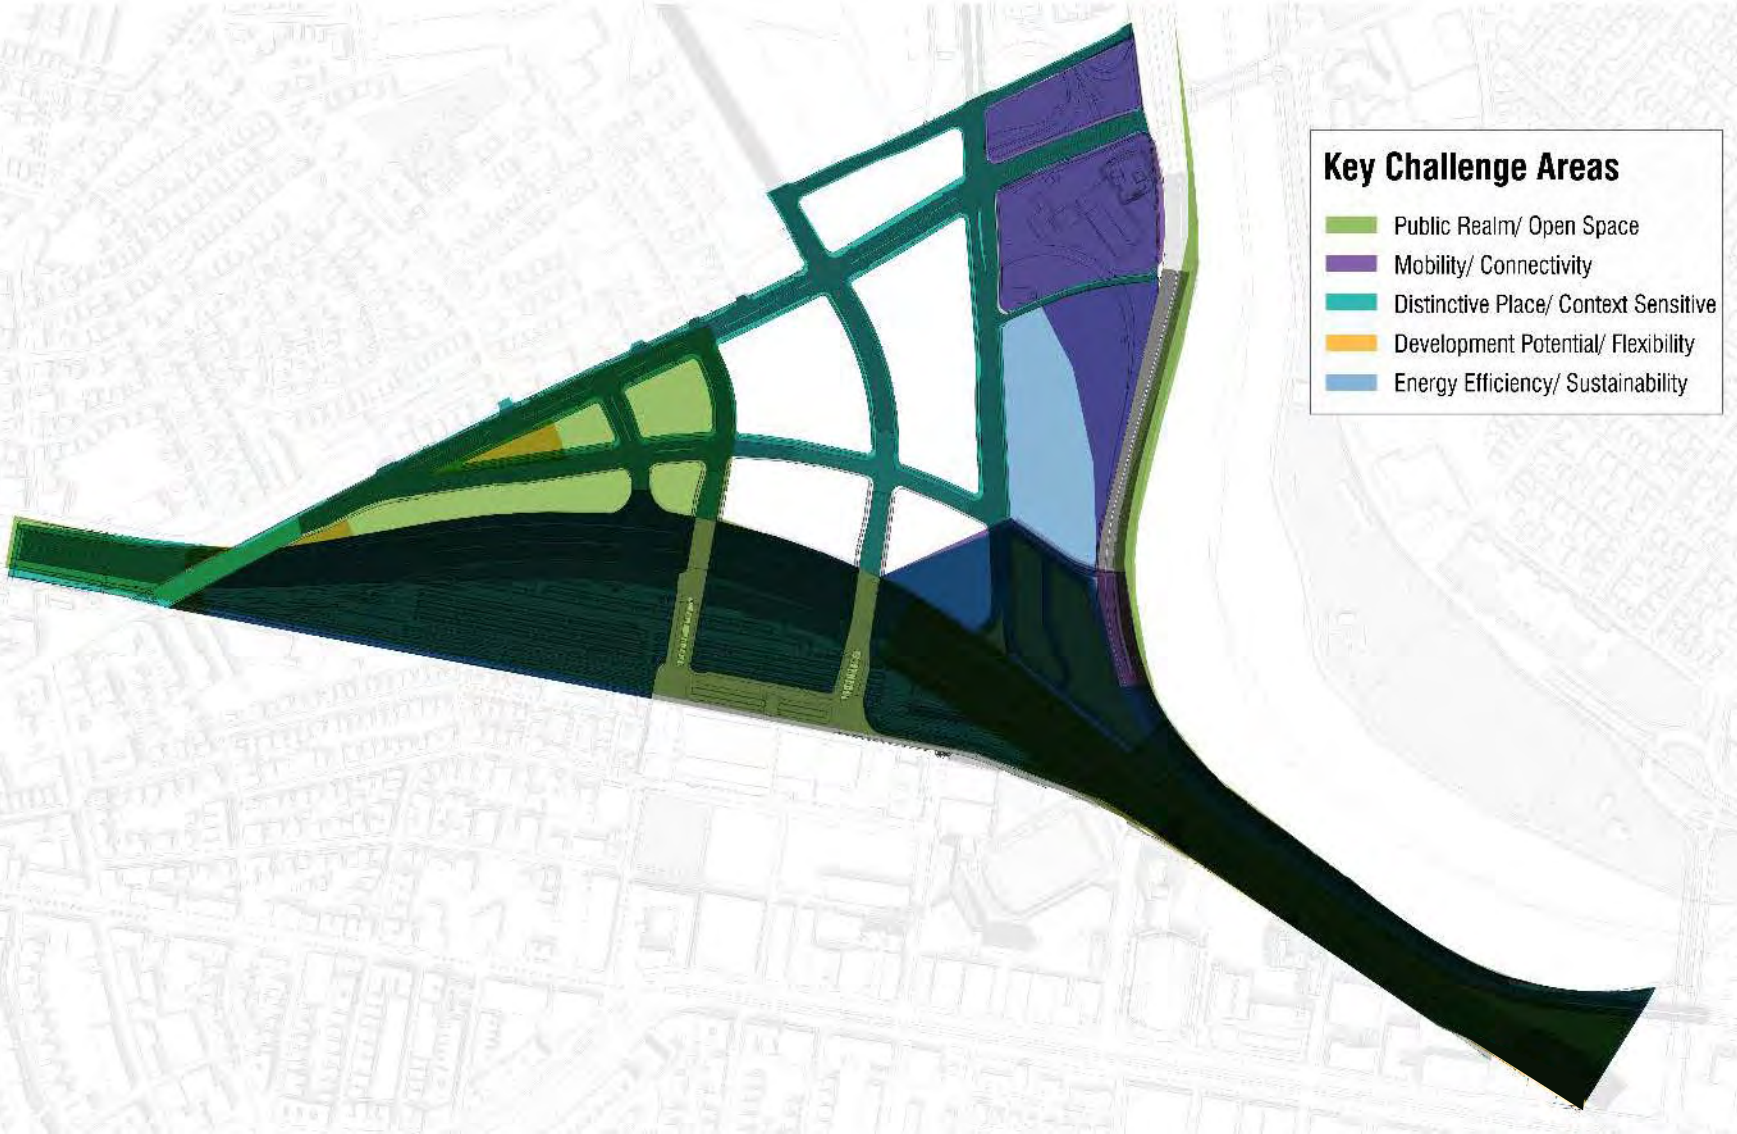 Key Challenge Areas
Public Realm/ Open Space
Mobility/ Connectivity
Distinctive Place/ Context Sensitive
Development Potential/ Flexibility
Energy Efficiency/ Sustainability